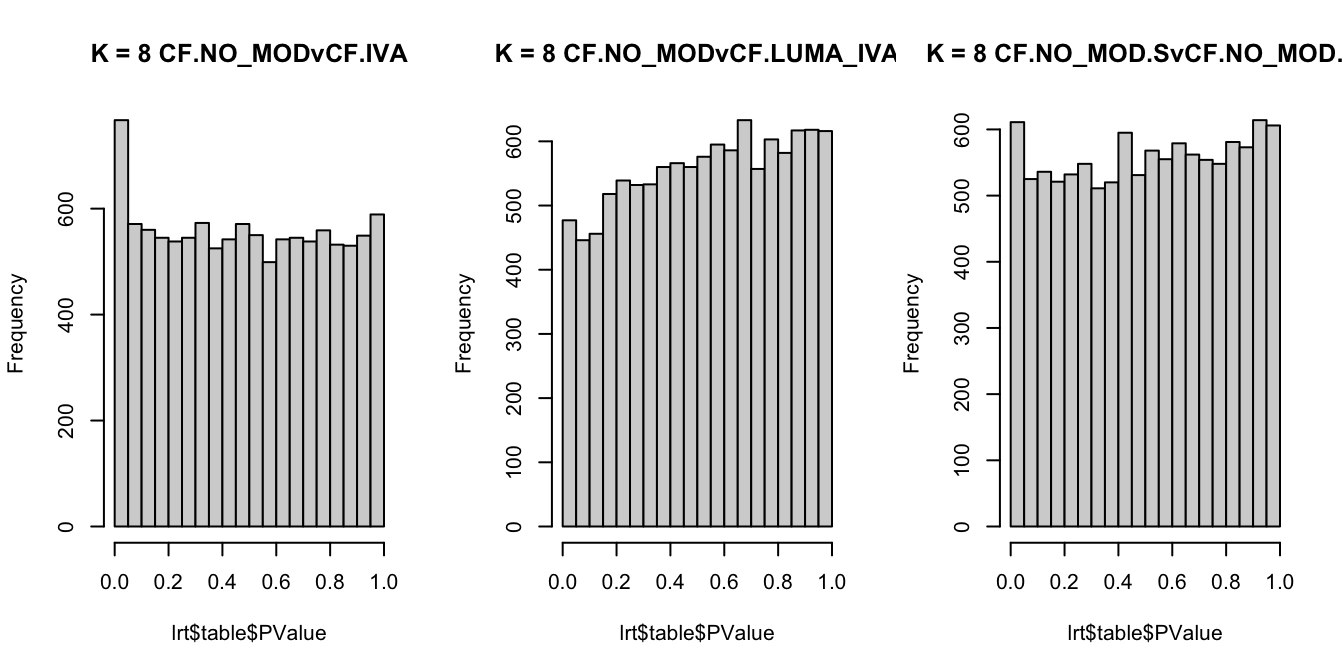 K = 8 CF.NO_MODvCF.IVA
Frequency
600
400
200
0
0.0 0.2 0.4 0.6 0.8 1.0
lrt$table$PValue
K = 8 CF.NO_MODvCF.LUMA_IVA
Frequency
600
500
400
300
200
100
0
0.0 0.2 0.4 0.6 0.8 1.0
lrt$table$PValue
K = 8 CF.NO_MOD.SvCF.NO_MOD.
Frequency
600
500
400
300
200
100
0
0.0 0.2 0.4 0.6 0.8 1.0
lrt$table$PValue